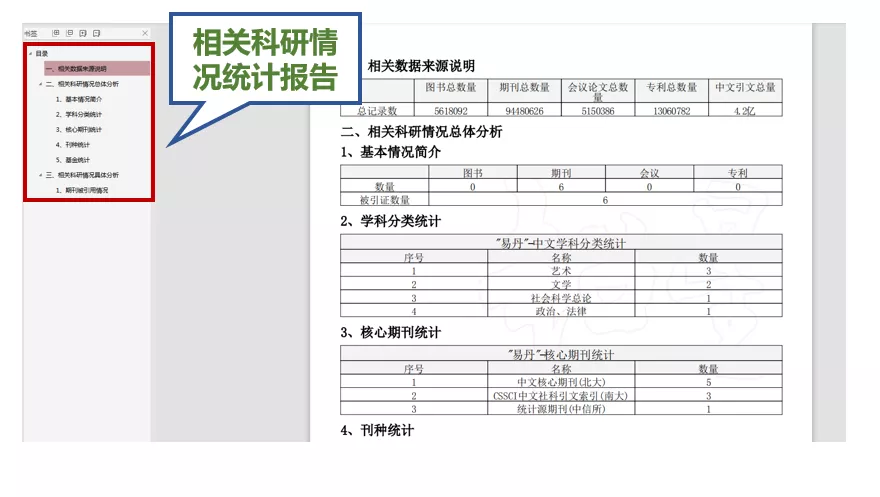 书签
目录
一、相关数据来源说明
二、相关科研情况总体分析
1、基本情况简介
2、学科分类统计
3、核心期刊统计
4、刊种统计
5、基金统计
三、相关科研情况具体分析
1、期刊被引用情况
相关科研情
况统计报告
相关数据来源说明
图书总数量 期刊总数量 会议论文总数量 专利总数量 中文引文总量
总记录数 5618092 94480626 5150386 13060782 4.2亿
二、相关科研情况总体分析
1、基本情况简介
图书 期刊 会议 专利
数量 0 6 0 0
被引证数量 6
2、学科分类统计
"易丹"-中文学科分类统计
序号 名称 数量
1 艺术 3
2 文学 2
3 社会科学总论 1
4 政治、法律 1
3、核心期刊统计
"易丹"-核心期刊统计
序号 名称 数量
1 中文核心期刊(北大) 5
2 CSSCI中文社科引文索引(南大) 3
3 统计源期刊(中信所) 1
4、刊种统计